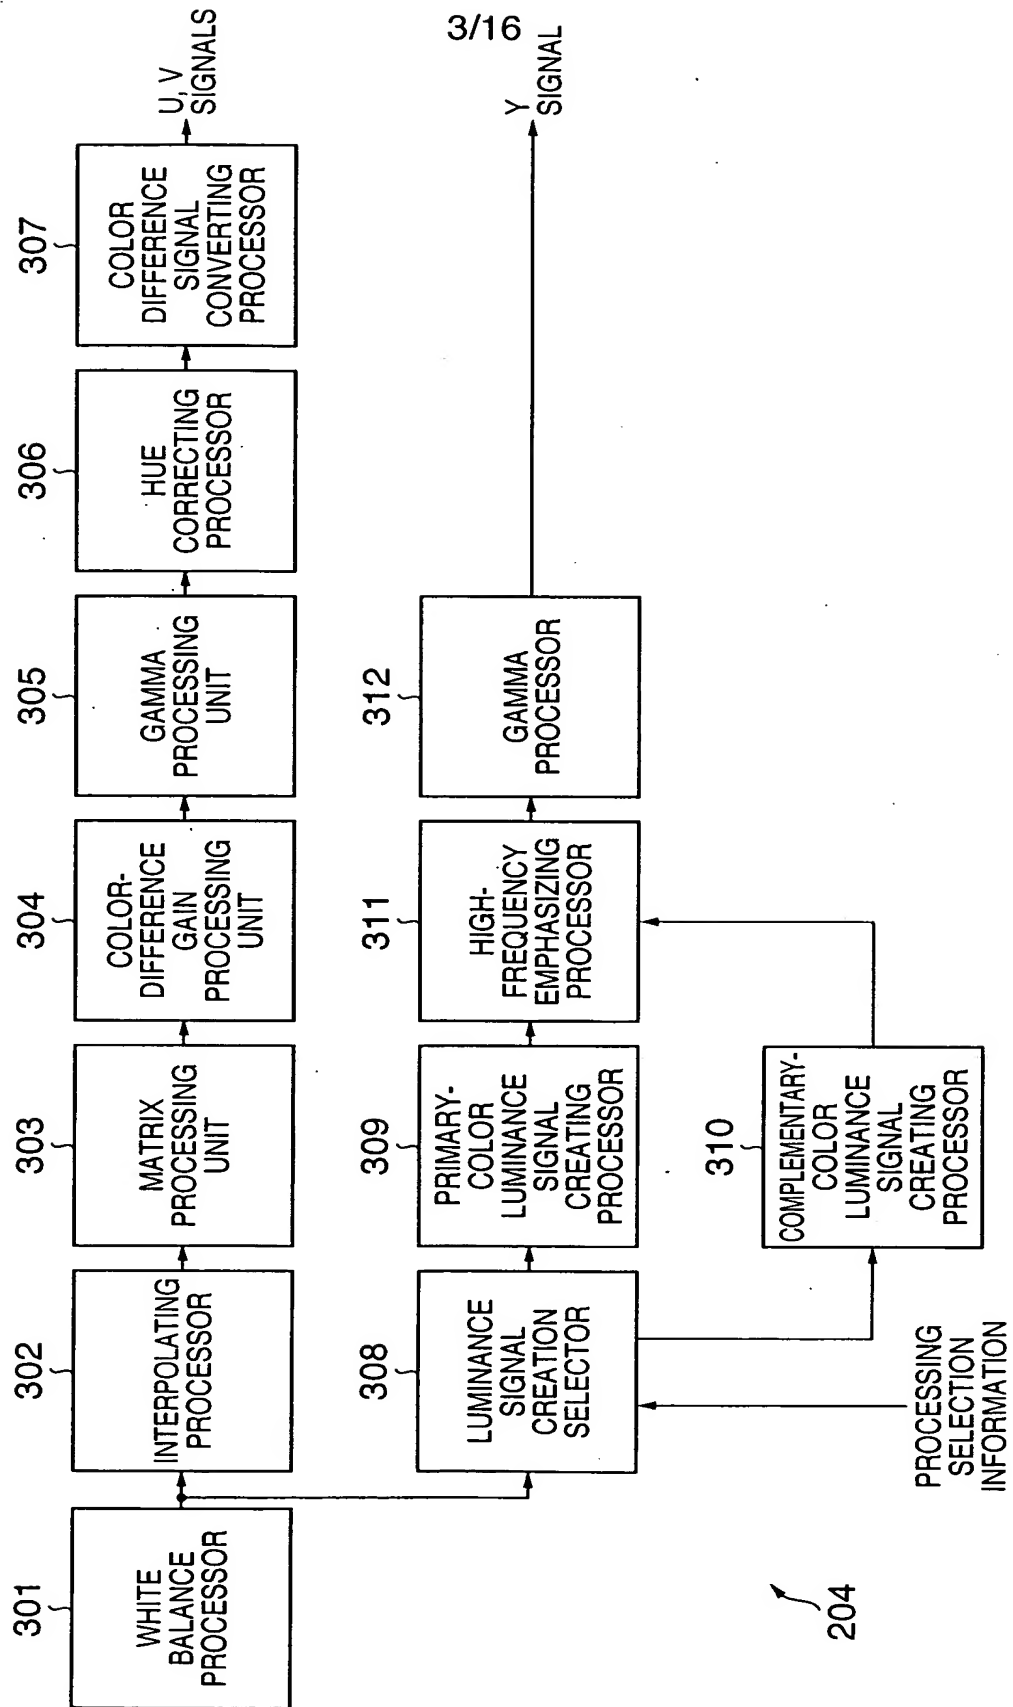 3/16
301
WHITE
BALANCE
PROCESSOR
302
INTERPOLATING
PROCESSOR
303
MATRIX
PROCESSING
UNIT
304
COLOR-
DIFFERENCE
GAIN
PROCESSING
UNIT
305
GAMMA
PROCESSING
UNIT
306
HUE
CORRECTING
PROCESSOR
307
COLOR
DIFFERENCE
SIGNAL
CONVERTING
PROCESSOR
U, V
SIGNALS
308
LUMINANCE
SIGNAL
CREATION
SELECTOR
309
PRIMARY-
COLOR
LUMINANCE
SIGNAL
CREATING
PROCESSOR
311
HIGH-
FREQUENCY
EMPHASIZING
PROCESSOR
312
GAMMA
PROCESSOR
Y
SIGNAL
310
COMPLEMENTARY-
COLOR
LUMINANCE
SIGNAL
CREATING
PROCESSOR
PROCESSING
SELECTION
INFORMATION
204